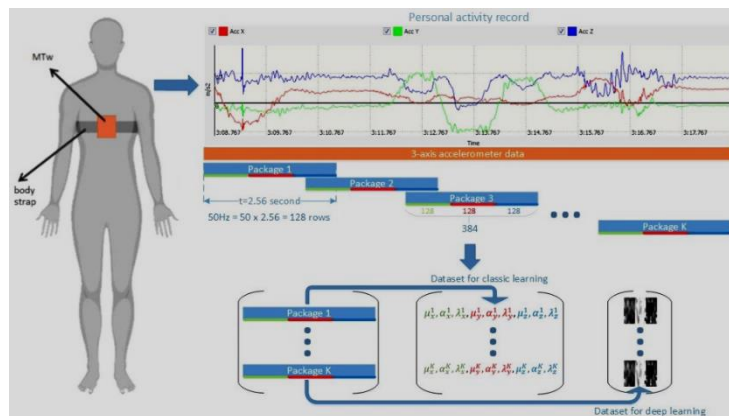 Personal activity record
Acc X
Acc Y
Acc Z
MTw
m/s2
3:08.767 3:09.767 3:10.767 3:11.767 3:12.767 3:13.767 3:14.767 3:15.767 3:16.767 3:17.767
Time
3-axis accelerometer data
Package 1
Package 2
Package 3
body
strap
t=2.56 second
50Hz = 50 x 2.56 = 128 rows
128 128 128
384
Package K
Dataset for classic learning
Package 1
Package K
Dataset for deep learning